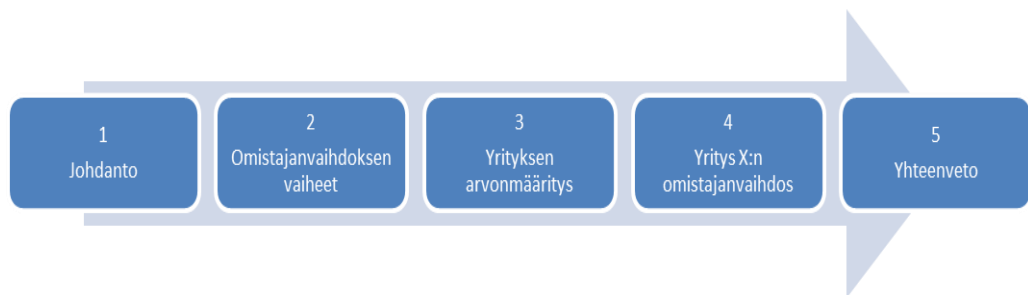 1
Johdanto
2
Omistajanvaihdoksen
vaiheet
3
Yrityksen
arvonmääritys
4
Yritys X:n
omistajanvaihdos
5
Yhteenveto